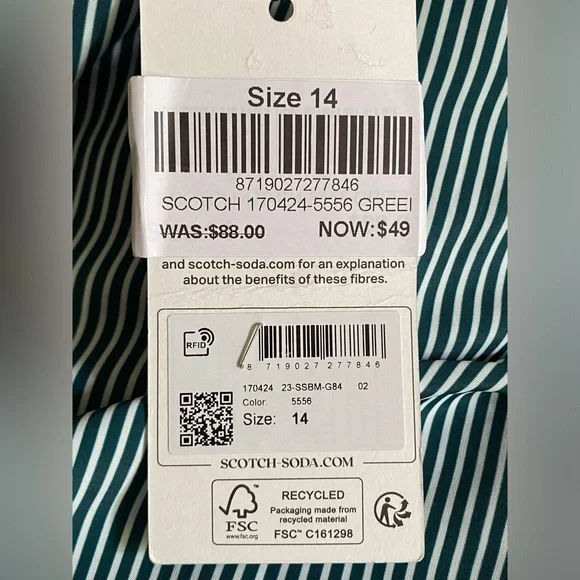 Size 14
8719027277846
SCOTCH 170424-5556 GREEI
WAS:$88.00 NOW:$49
and scotch-soda.com for an explanation
about the benefits of these fibres.
RFID
8 719027 277846
170424 23-SSBM-G84 02
Color: 5556
Size: 14
SCOTCH-SODA.COM
FSC
www.fsc.org
RECYCLED
Packaging made from
recycled material
FSC™ C161298